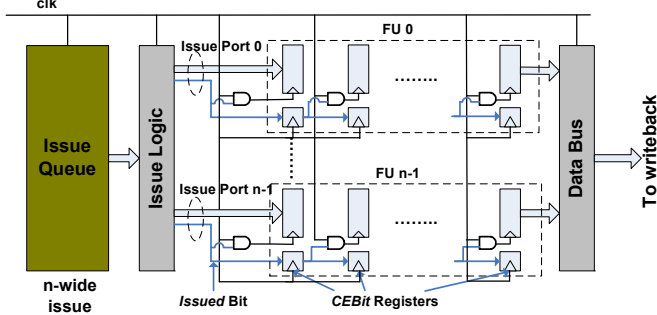 clk
Issue Port 0
FU 0
........
Issue
Queue
Issue Logic
Data Bus
To writeback
Issue Port n-1
FU n-1
........
n-wide
issue
Issued Bit
CEBit Registers